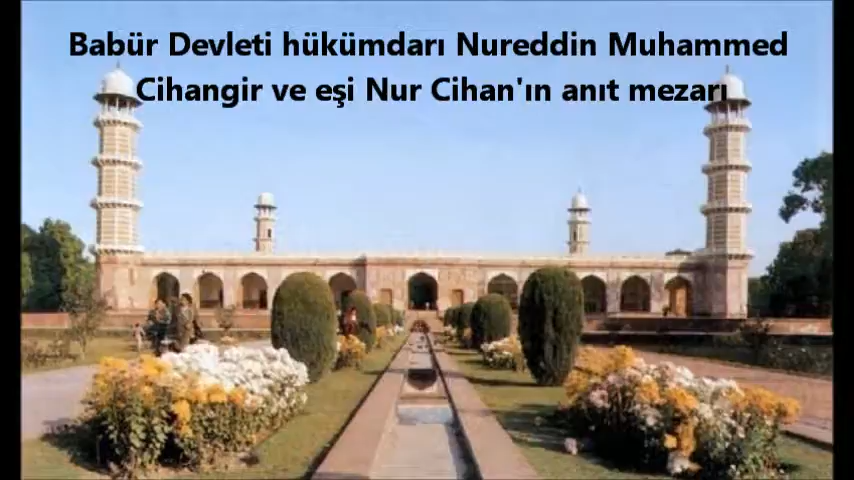 Babür Devleti hükümdarı Nureddin Muhammed
Cihangir ve eşi Nur Cihan'ın anıt mezarı